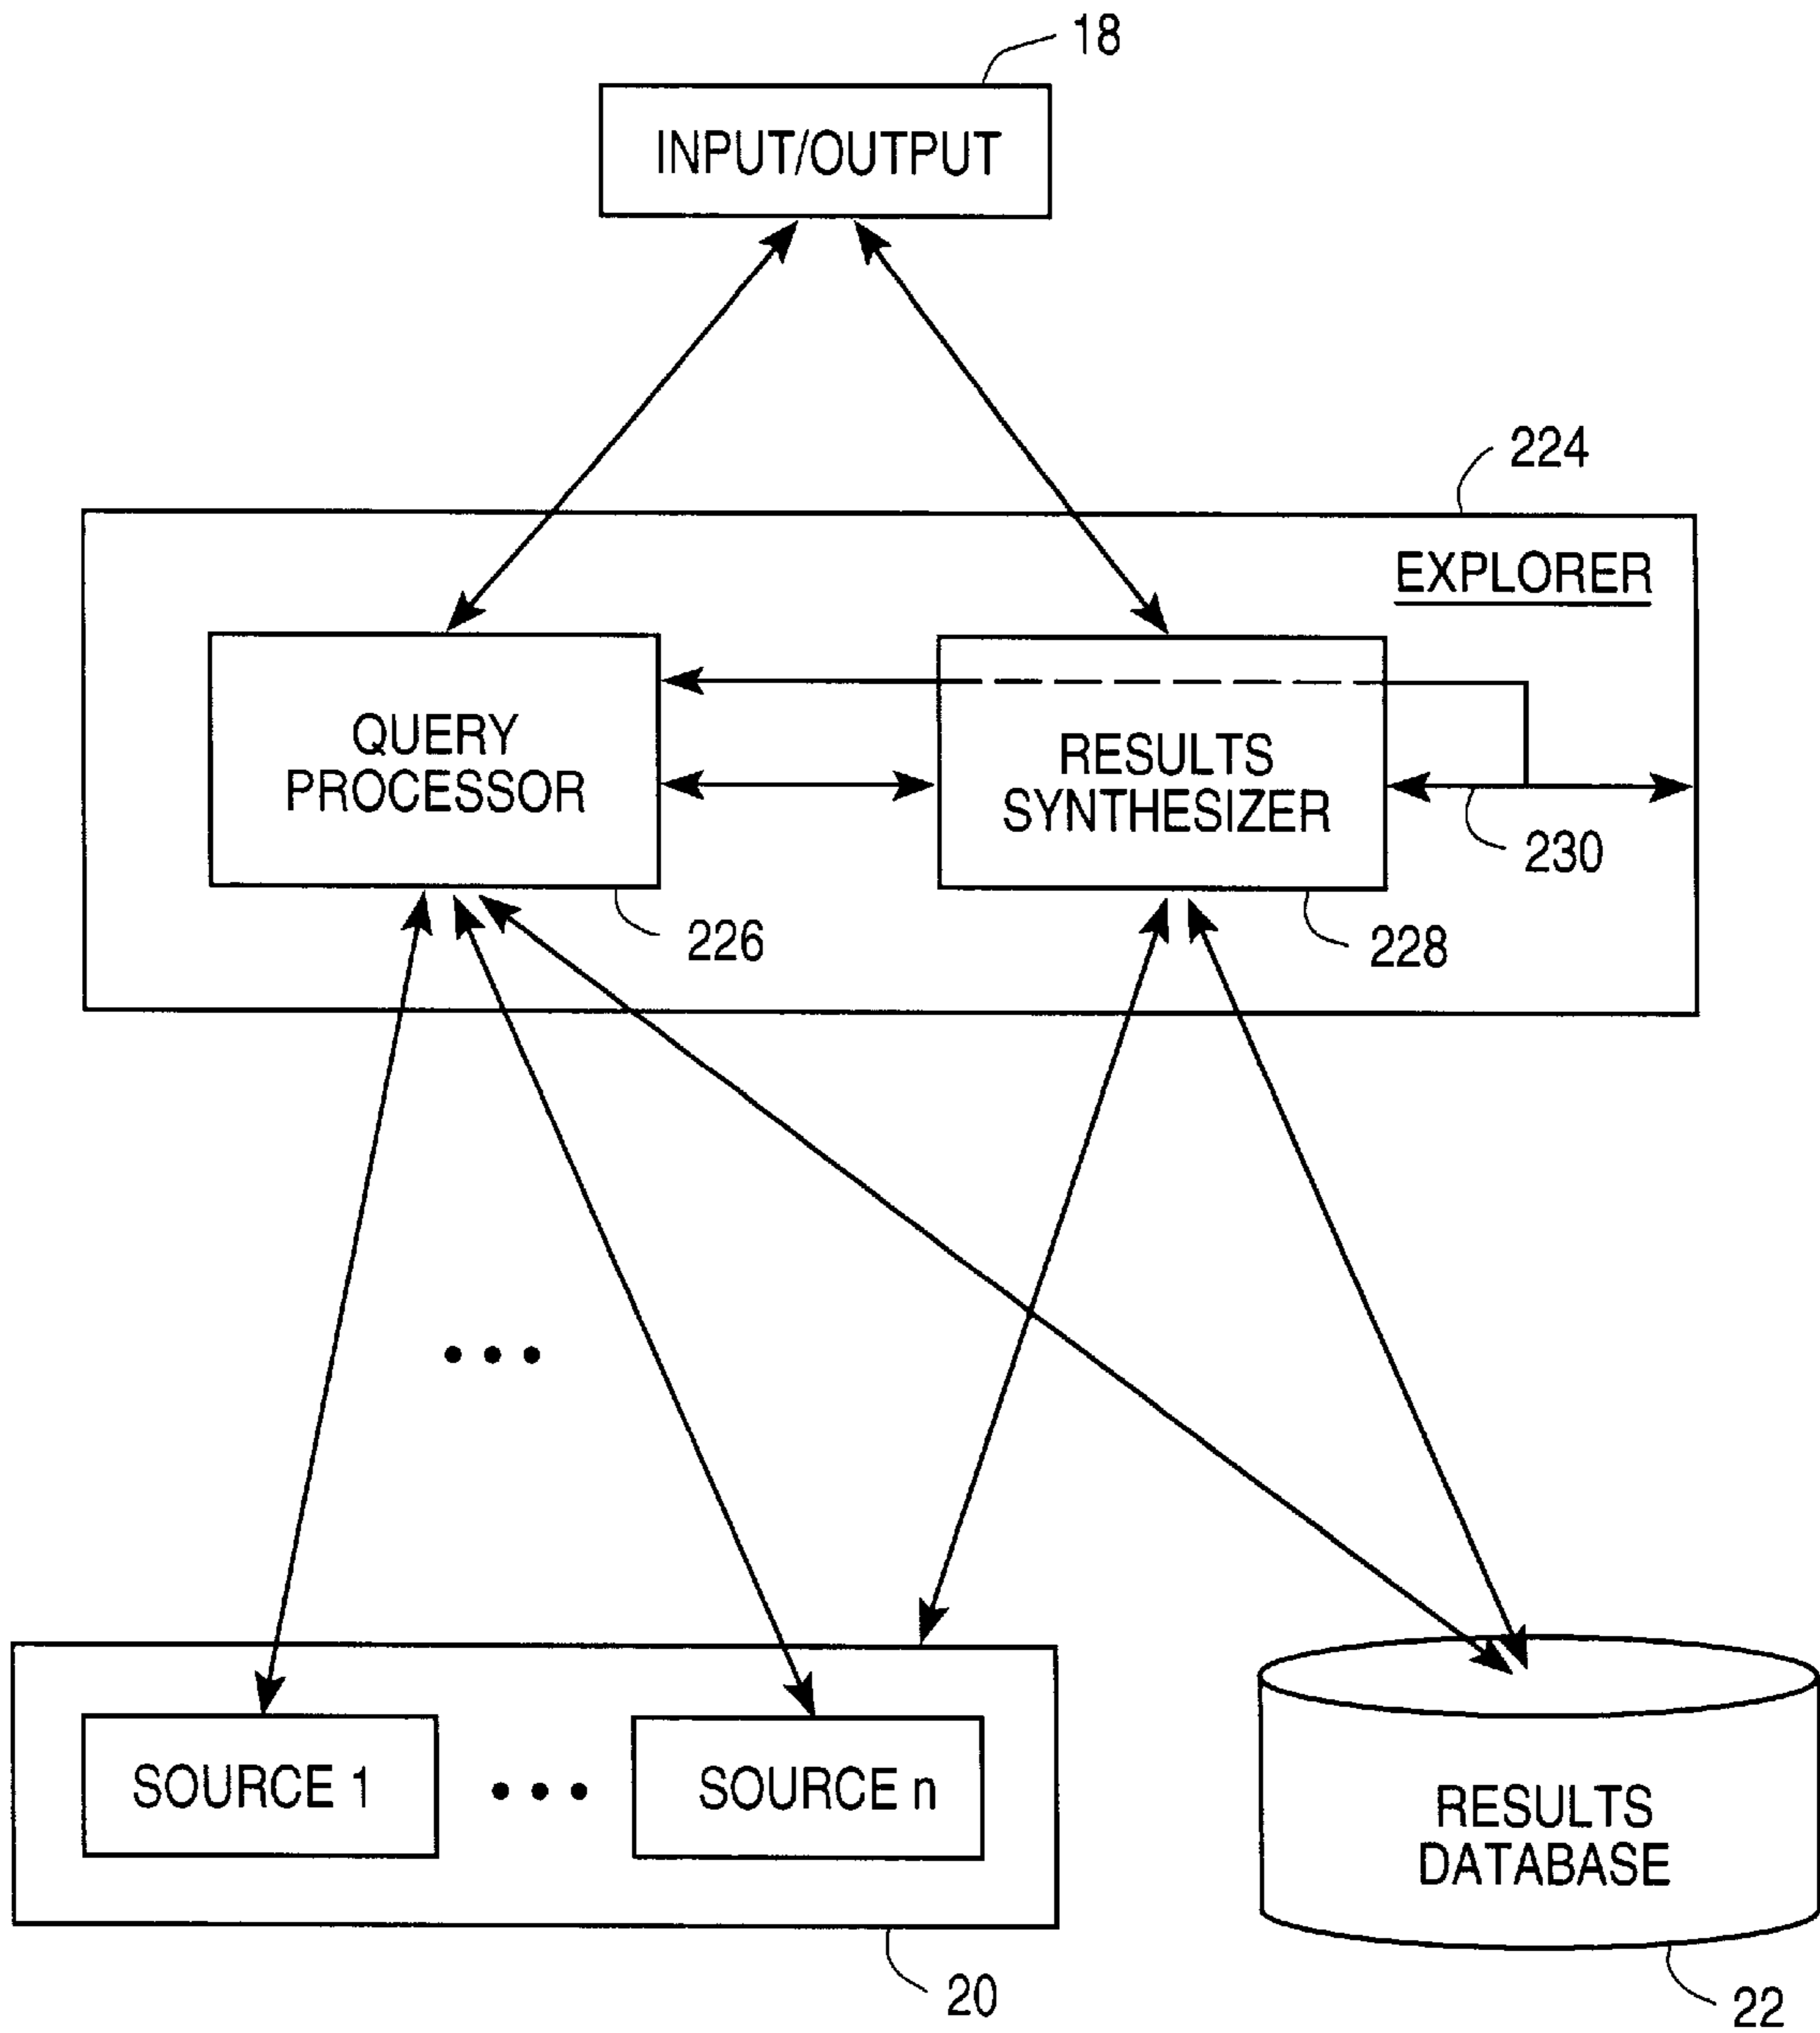 18
INPUT/OUTPUT
224
EXPLORER
QUERY
PROCESSOR
RESULTS
SYNTHESIZER
230
226
228
SOURCE 1
SOURCE n
RESULTS
DATABASE
20
22